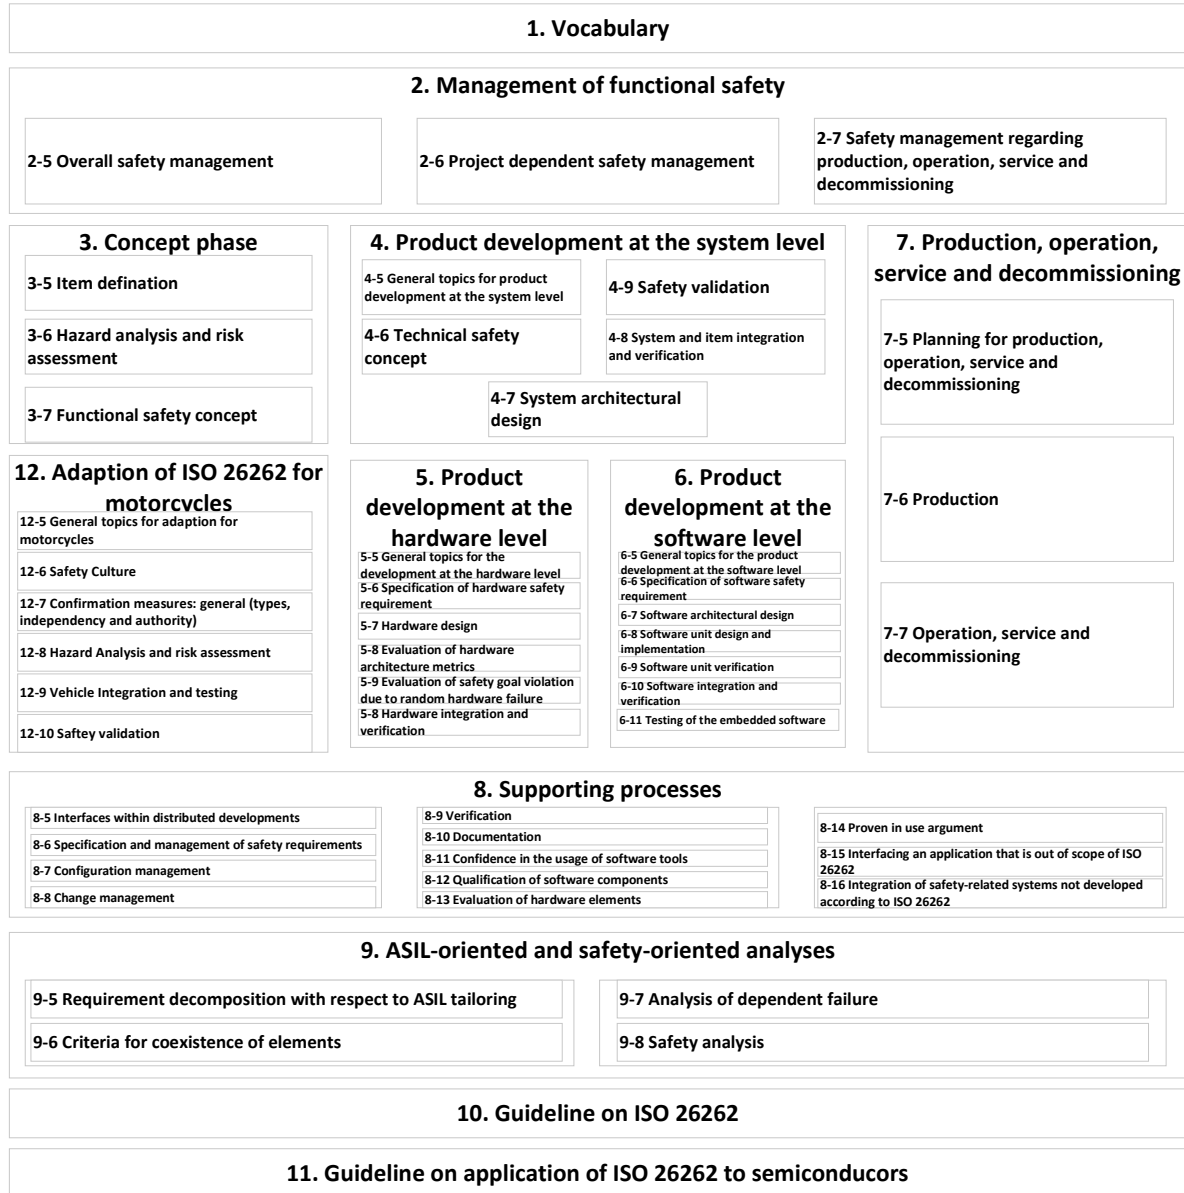 1. Vocabulary
2. Management of functional safety
2-5 Overall safety management
2-6 Project dependent safety management
2-7 Safety management regarding
production, operation, service and
decommissioning
3. Concept phase
3-5 Item defination
3-6 Hazard analysis and risk
assessment
3-7 Functional safety concept
4. Product development at the system level
4-5 General topics for product
development at the system level
4-9 Safety validation
4-6 Technical safety
concept
4-8 System and item integration
and verification
4-7 System architectural
design
7. Production, operation,
service and decommissioning
7-5 Planning for production,
operation, service and
decommissioning
7-6 Production
7-7 Operation, service and
decommissioning
12. Adaption of ISO 26262 for
motorcycles
12-5 General topics for adaption for
motorcycles
12-6 Safety Culture
12-7 Confirmation measures: general (types,
independency and authority)
12-8 Hazard Analysis and risk assessment
12-9 Vehicle Integration and testing
12-10 Saftey validation
5. Product
development at the
hardware level
5-5 General topics for the
development at the hardware level
5-6 Specification of hardware safety
requirement
5-7 Hardware design
5-8 Evaluation of hardware
architecture metrics
5-9 Evaluation of safety goal violation
due to random hardware failure
5-8 Hardware integration and
verification
6. Product
development at the
software level
6-5 General topics for the product
development at the software level
6-6 Specification of software safety
requirement
6-7 Software architectural design
6-8 Software unit design and
implementation
6-9 Software unit verification
6-10 Software integration and
verification
6-11 Testing of the embedded software
8. Supporting processes
8-5 Interfaces within distributed developments
8-6 Specification and management of safety requirements
8-7 Configuration management
8-8 Change management
8-9 Verification
8-10 Documentation
8-11 Confidence in the usage of software tools
8-12 Qualification of software components
8-13 Evaluation of hardware elements
8-14 Proven in use argument
8-15 Interfacing an application that is out of scope of ISO
26262
8-16 Integration of safety-related systems not developed
according to ISO 26262
9. ASIL-oriented and safety-oriented analyses
9-5 Requirement decomposition with respect to ASIL tailoring
9-6 Criteria for coexistence of elements
9-7 Analysis of dependent failure
9-8 Safety analysis
10. Guideline on ISO 26262
11. Guideline on application of ISO 26262 to semiconducors